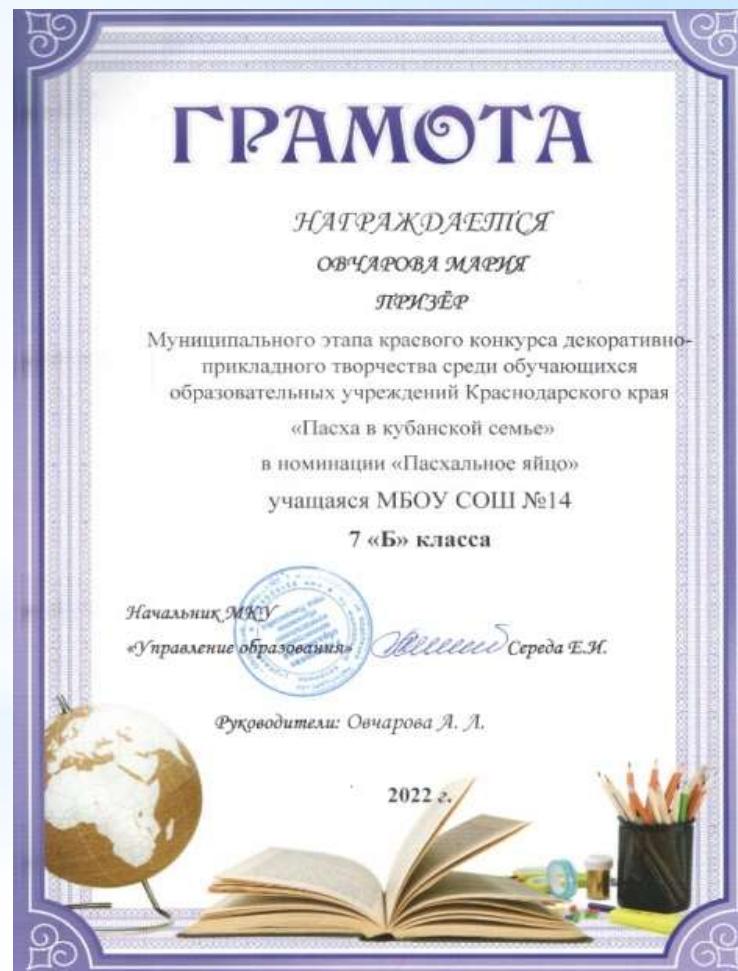 ГРАМОТА
НАГРАЖДАЕТСЯ
ОВЧАРОВА МАРИЯ
ПРИЗЁР
Муниципального этапа краевого конкурса декоративно-
прикладного творчества среди обучающихся
образовательных учреждений Краснодарского края
«Пасха в кубанской семье»
в номинации «Пасхальное яйцо»
учащаяся МБОУ СОШ №14
7 «Б» класса
Начальник МКУ
«Управление образования» Середа Е.И.
Руководители: Овчарова А. Л.
2022 г.